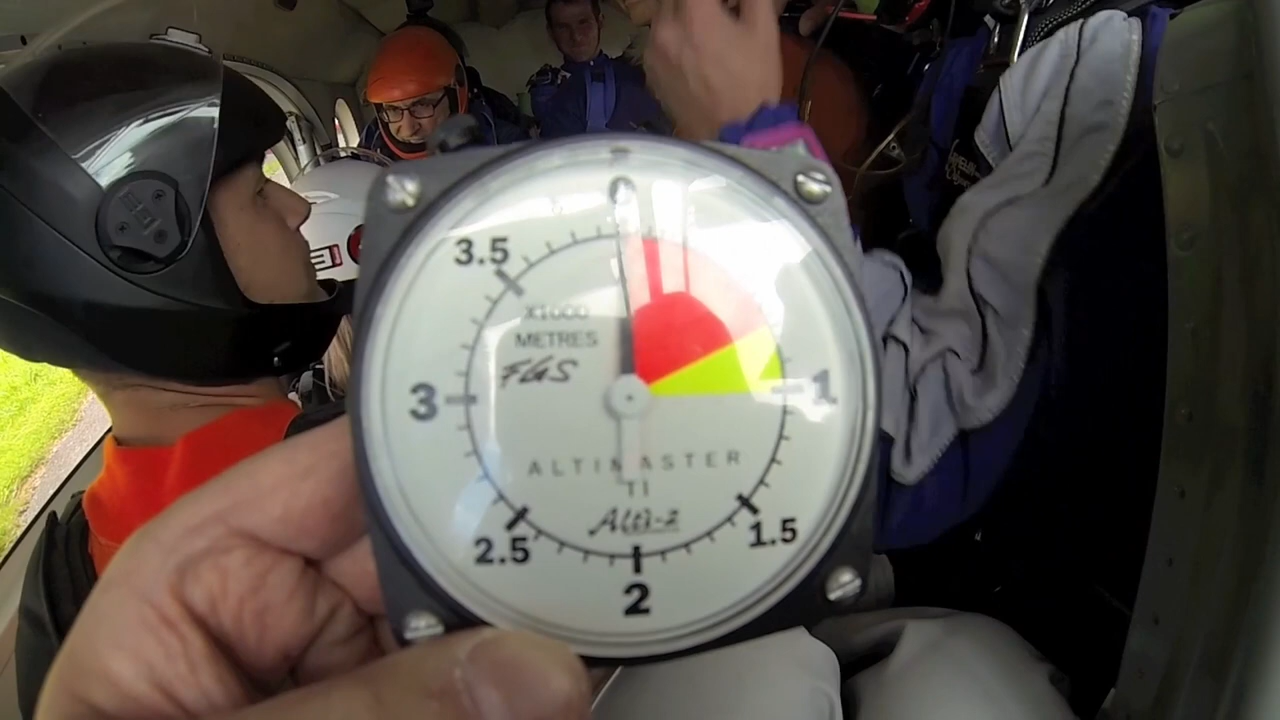 3.5
X1000
METRES
FGS
3
1
ALTIMASTER
TI
Alti-2
2.5
1.5
2